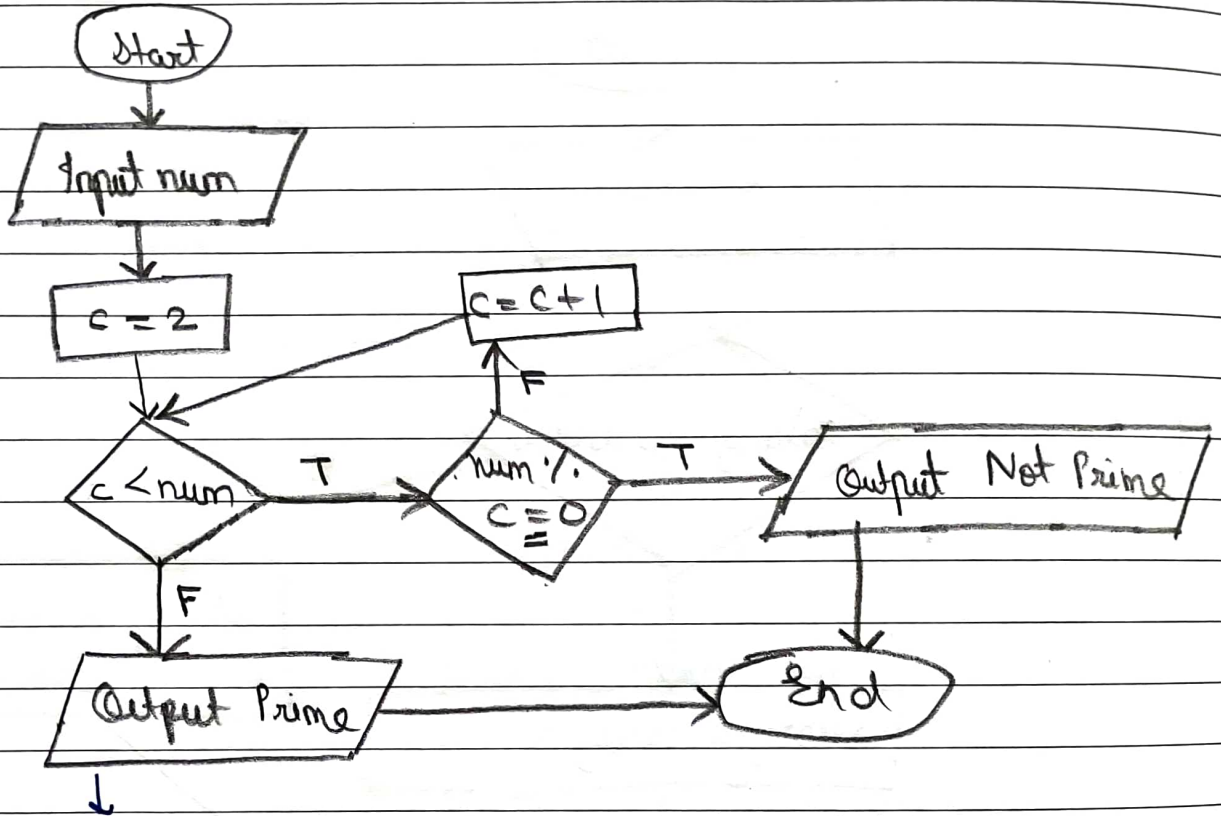 Start
Input num
c = 2
c = c + 1
F
c < num
T
num %
c == 0
T
Output Not Prime
F
Output Prime
End